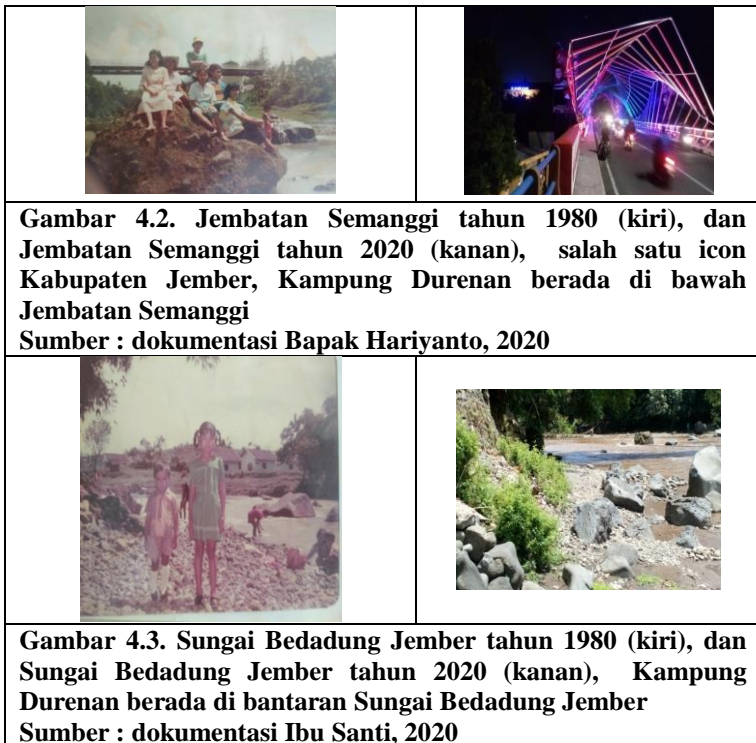 Gambar 4.2. Jembatan Semanggi tahun 1980 (kiri), dan
Jembatan Semanggi tahun 2020 (kanan), salah satu icon
Kabupaten Jember, Kampung Durenan berada di bawah
Jembatan Semanggi
Sumber : dokumentasi Bapak Hariyanto, 2020
Gambar 4.3. Sungai Bedadung Jember tahun 1980 (kiri), dan
Sungai Bedadung Jember tahun 2020 (kanan), Kampung
Durenan berada di bantaran Sungai Bedadung Jember
Sumber : dokumentasi Ibu Santi, 2020